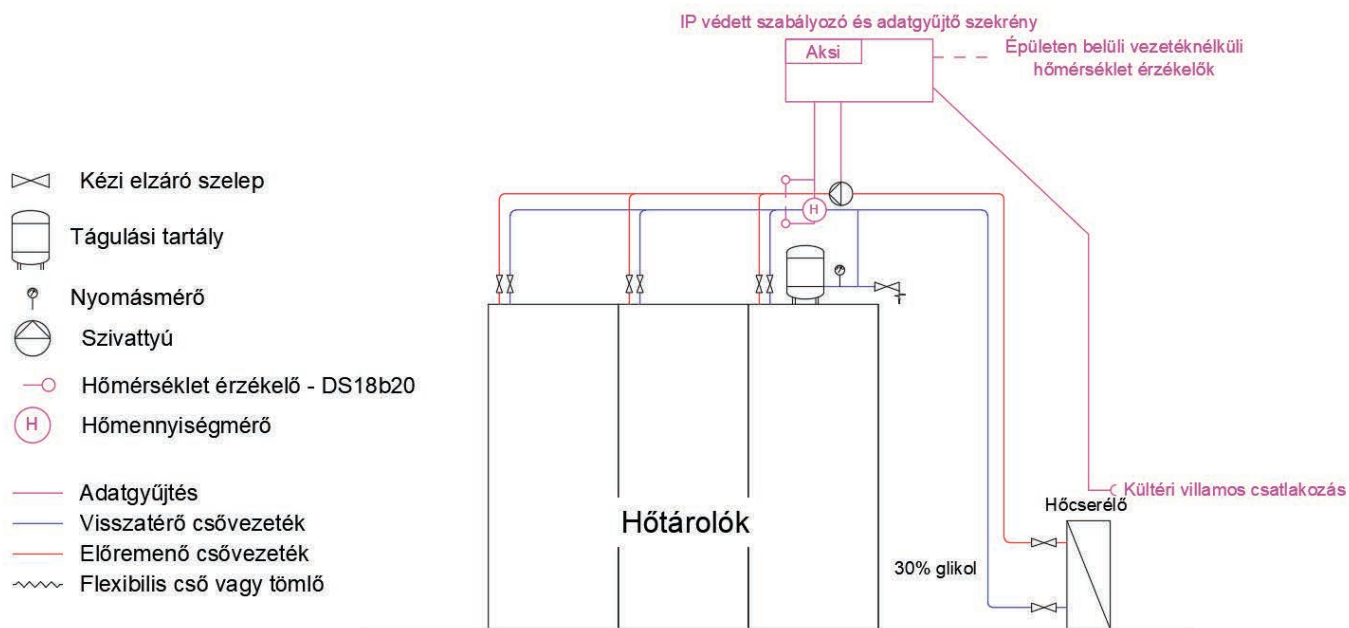 IP védett szabályozó és adatgyűjtő szekrény
Aksi
Épületen belüli vezetéknélküli
hőmérséklet érzékelők
Kézi elzáró szelep
Tágulási tartály
Nyomásmérő
Szivattyú
Hőmérséklet érzékelő - DS18b20
H
Hőmennyiségmérő
Adatgyűjtés
Visszatérő csővezeték
Előremenő csővezeték
Flexibilis cső vagy tömlő
H
Hőtárolók
30% glikol
Kültéri villamos csatlakozás
Hőcserélő